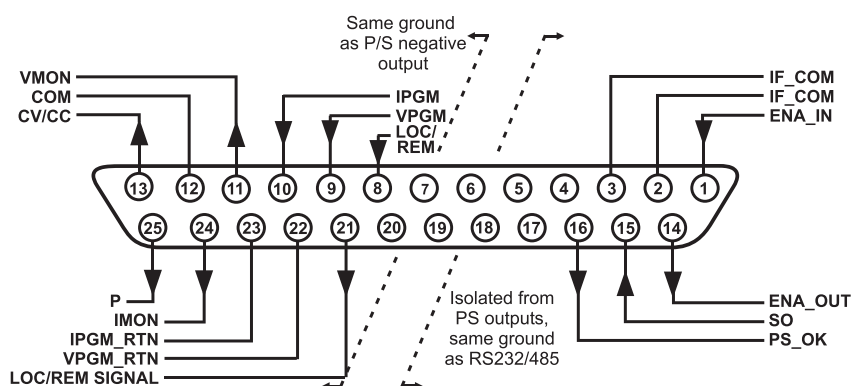 Same ground
as P/S negative
output
VMON
COM
CV/CC
IPGM
VPGM
LOC/
REM
IF_COM
IF_COM
ENA_IN
13 12 11 10 9 8 7 6 5 4 3 2 1
25 24 23 22 21 20 19 18 17 16 15 14
P
IMON
IPGM_RTN
VPGM_RTN
LOC/REM SIGNAL
Isolated from
PS outputs,
same ground
as RS232/485
ENA_OUT
SO
PS_OK